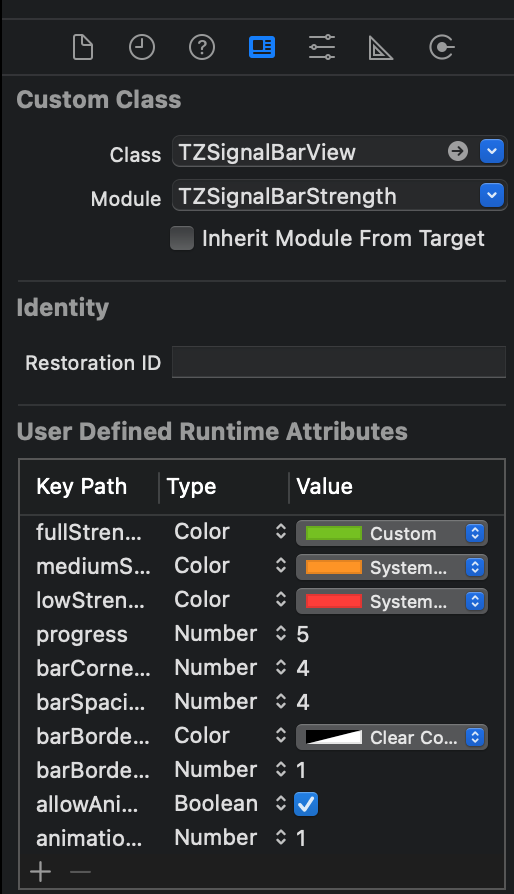 Custom Class
Class TZSignalBarView
Module TZSignalBarStrength
Inherit Module From Target
Identity
Restoration ID
User Defined Runtime Attributes
Key Path Type Value
fullStren... Color Custom
mediumS... Color System...
lowStren... Color System...
progress Number 5
barCorne... Number 4
barSpaci... Number 4
barBorde... Color Clear Co...
barBorde... Number 1
allowAni... Boolean
animatio... Number 1